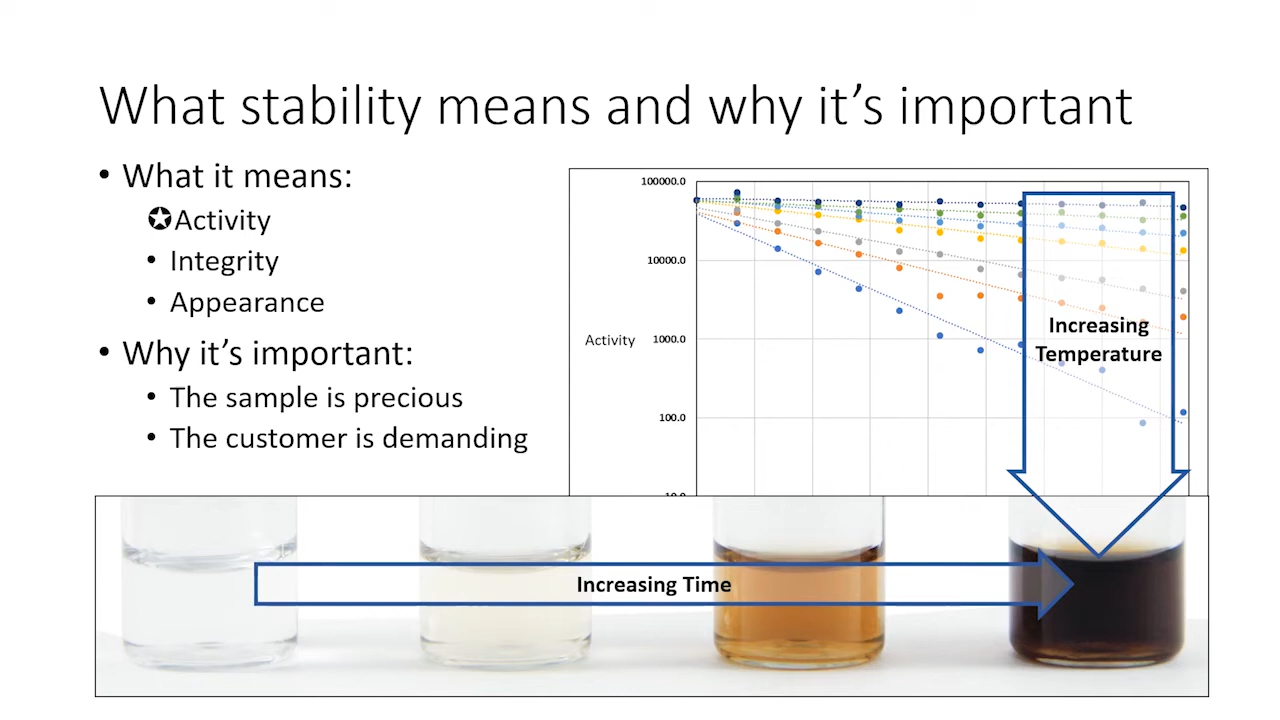 What stability means and why it’s important
• What it means:
✪Activity
• Integrity
• Appearance
• Why it’s important:
• The sample is precious
• The customer is demanding
100000.0
10000.0
Activity
1000.0
100.0
Increasing
Temperature
Increasing Time